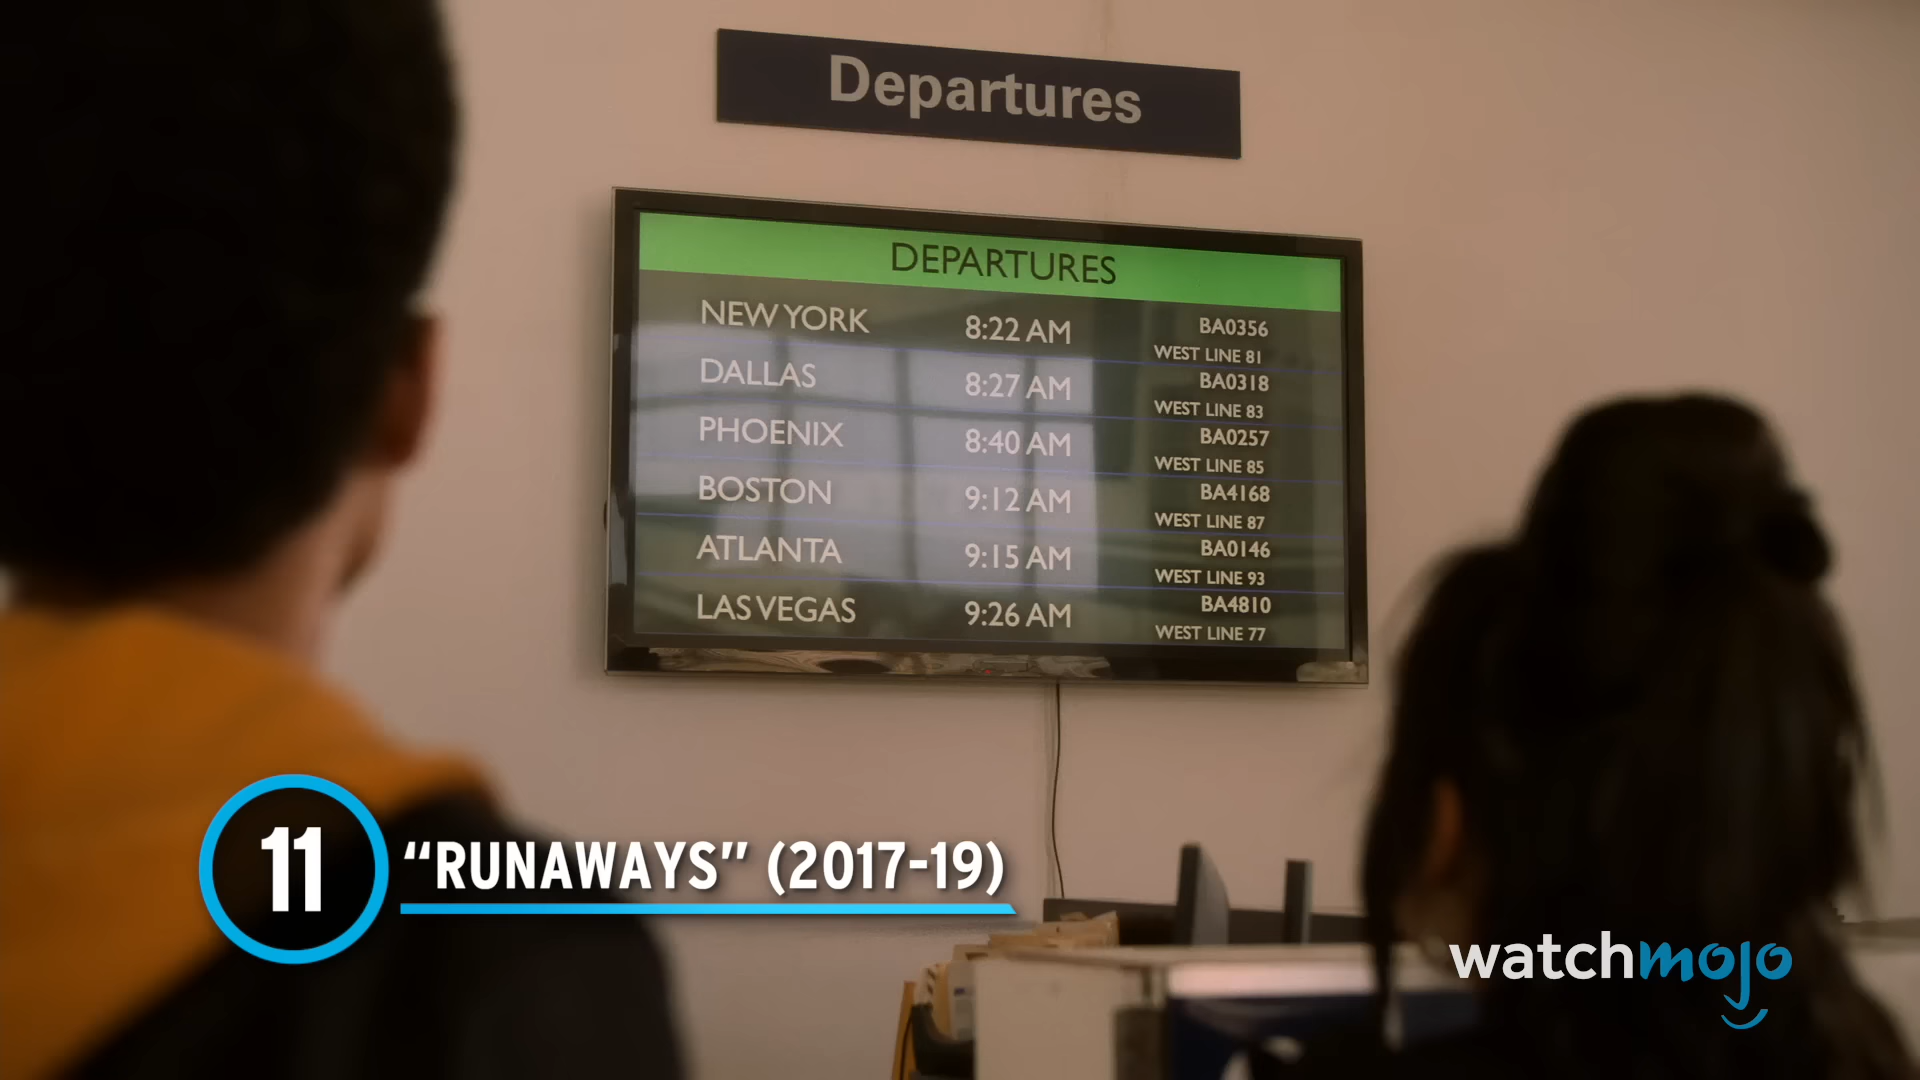 Departures
DEPARTURES
NEW YORK 8:22 AM BA0356
WEST LINE 81
DALLAS 8:27 AM BA0318
WEST LINE 83
PHOENIX 8:40 AM BA0257
WEST LINE 85
BOSTON 9:12 AM BA4168
WEST LINE 87
ATLANTA 9:15 AM BA0146
WEST LINE 93
LAS VEGAS 9:26 AM BA4810
WEST LINE 77
11 “RUNAWAYS” (2017-19)
watchmojo